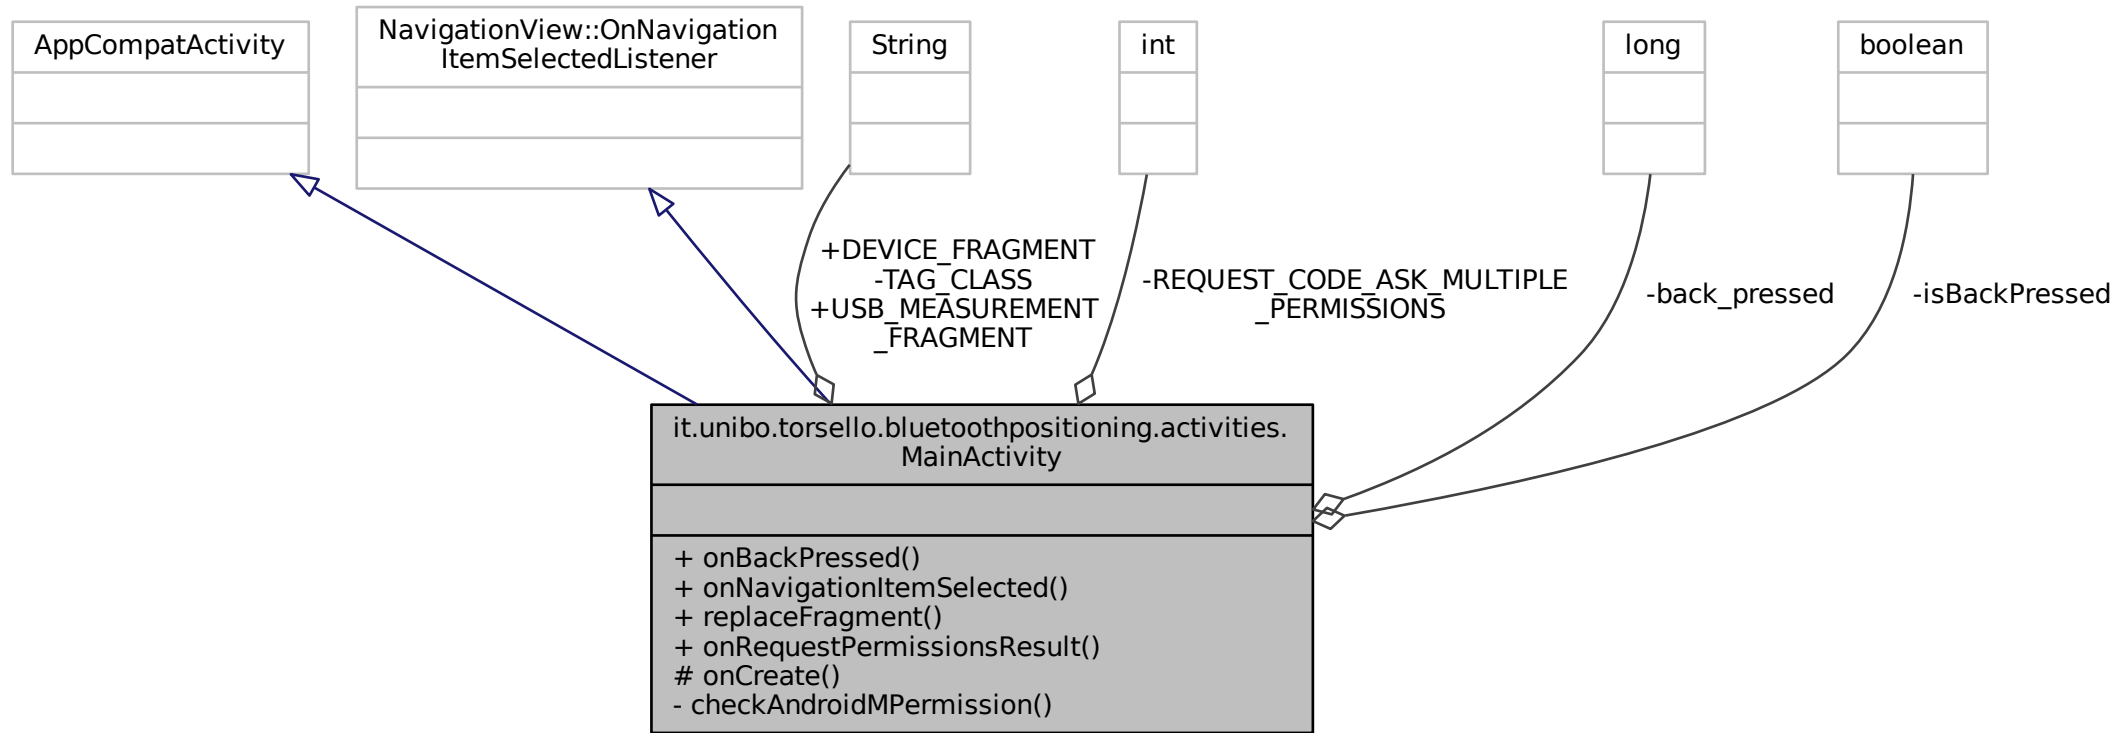 AppCompatActivity
NavigationView::OnNavigation
ItemSelectedListener
String
int
long
boolean
+DEVICE_FRAGMENT
-TAG_CLASS
+USB_MEASUREMENT
_FRAGMENT
-REQUEST_CODE_ASK_MULTIPLE
_PERMISSIONS
-back_pressed
-isBackPressed
it.unibo.torsello.bluetoothpositioning.activities.
MainActivity
+ onBackPressed()
+ onNavigationItemSelected()
+ replaceFragment()
+ onRequestPermissionsResult()
# onCreate()
- checkAndroidMPermission()